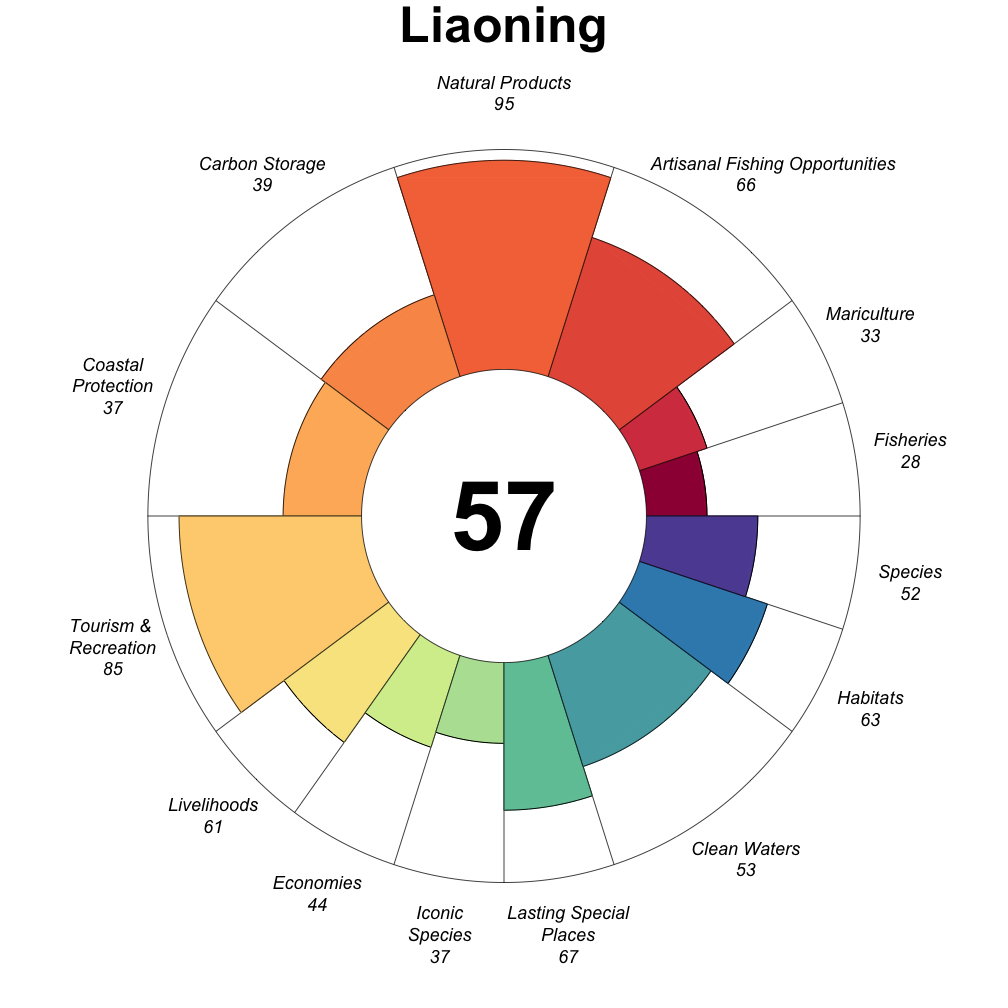 Liaoning
Natural Products
95
Carbon Storage
39
Artisanal Fishing Opportunities
66
Mariculture
33
Coastal
Protection
37
Fisheries
28
57
Species
52
Tourism &
Recreation
85
Habitats
63
Livelihoods
61
Clean Waters
53
Economies
44
Iconic
Species
37
Lasting Special
Places
67